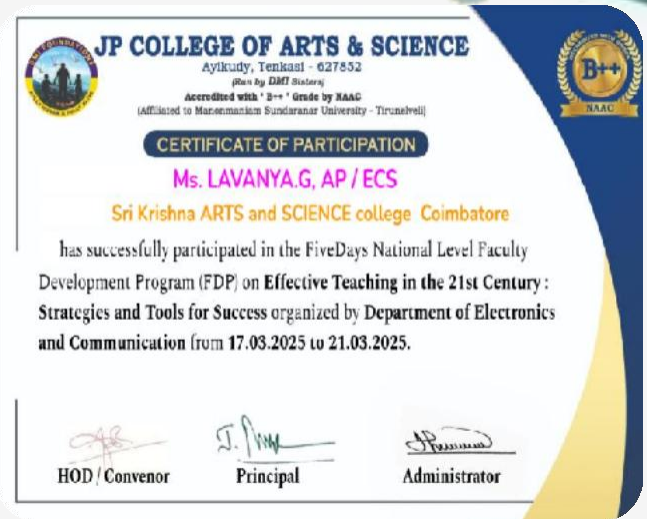 JP COLLEGE OF ARTS & SCIENCE
Ayikudy, Tenkasi - 627852
(Run by DMI Sisters)
Accredited with " B++ " Grade by NAAC
(Affiliated to Manonmaniam Sundaranar University - Tirunelveli)
B++
NAAC
CERTIFICATE OF PARTICIPATION
Ms. LAVANYA.G, AP / ECS
Sri Krishna ARTS and SCIENCE college Coimbatore
has successfully participated in the FiveDays National Level Faculty
Development Program (FDP) on Effective Teaching in the 21st Century :
Strategies and Tools for Success organized by Department of Electronics
and Communication from 17.03.2025 to 21.03.2025.
HOD / Convenor
Principal
Administrator